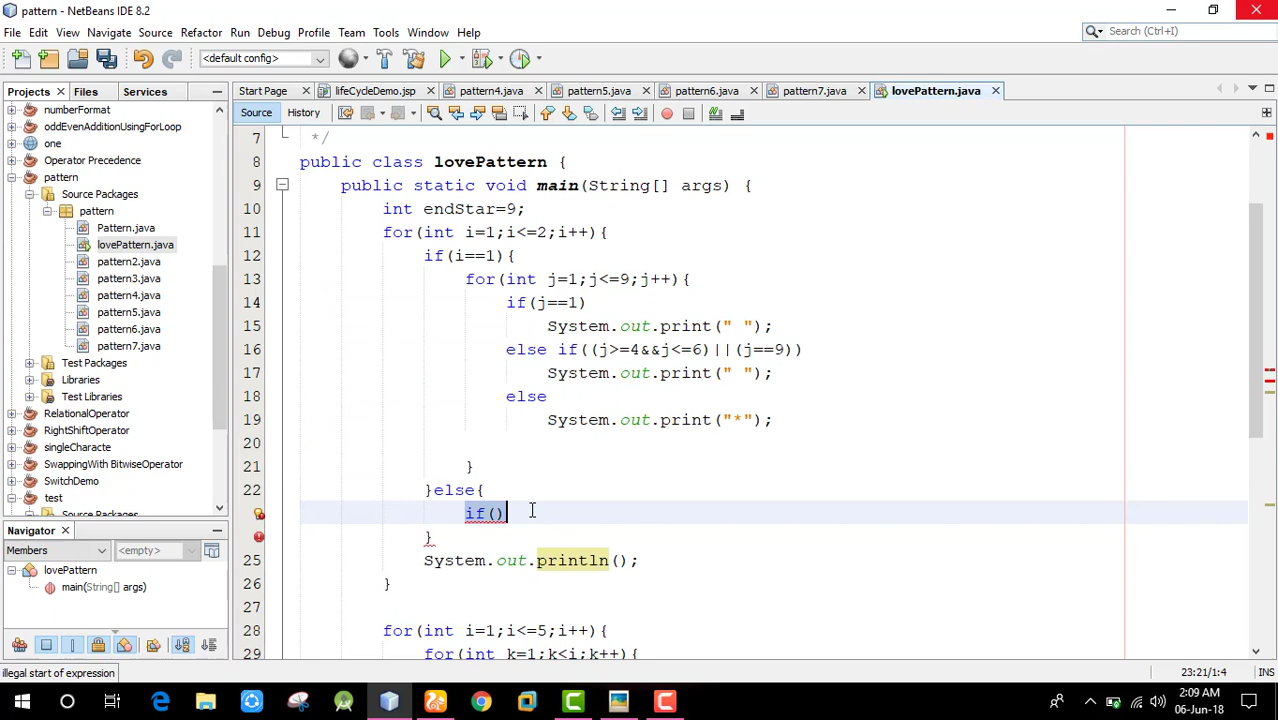 pattern - NetBeans IDE 8.2
File Edit View Navigate Source Refactor Run Debug Profile Team Tools Window Help
Search (Ctrl+I)
<default config>
Projects Files Services
Start Page lifeCycleDemo.jsp pattern4.java pattern5.java pattern6.java pattern7.java lovePattern.java
Source History
numberFormat
oddEvenAdditionUsingForLoop
one
Operator Precedence
pattern
Source Packages
pattern
Pattern.java
lovePattern.java
pattern2.java
pattern3.java
pattern4.java
pattern5.java
pattern6.java
pattern7.java
Test Packages
Libraries
Test Libraries
RelationalOperator
RightShiftOperator
singleCharacte
SwappingWith BitwiseOperator
SwitchDemo
test
Source Packages
Navigator
Members <empty>
lovePattern
main(String[] args)
7 */
8 public class lovePattern {
9 public static void main(String[] args) {
10 int endStar=9;
11 for(int i=1;i<=2;i++){
12 if(i==1){
13 for(int j=1;j<=9;j++){
14 if(j==1)
15 System.out.print(" ");
16 else if((j>=4&&j<=6)||(j==9))
17 System.out.print(" ");
18 else
19 System.out.print("*");
20
21 }
22 }else{
if()
}
25 System.out.println();
26 }
27
28 for(int i=1;i<=5;i++){
29 for(int k=1;k<i;k++){
illegal start of expression
23:21/1:4 INS
2:09 AM
06-Jun-18